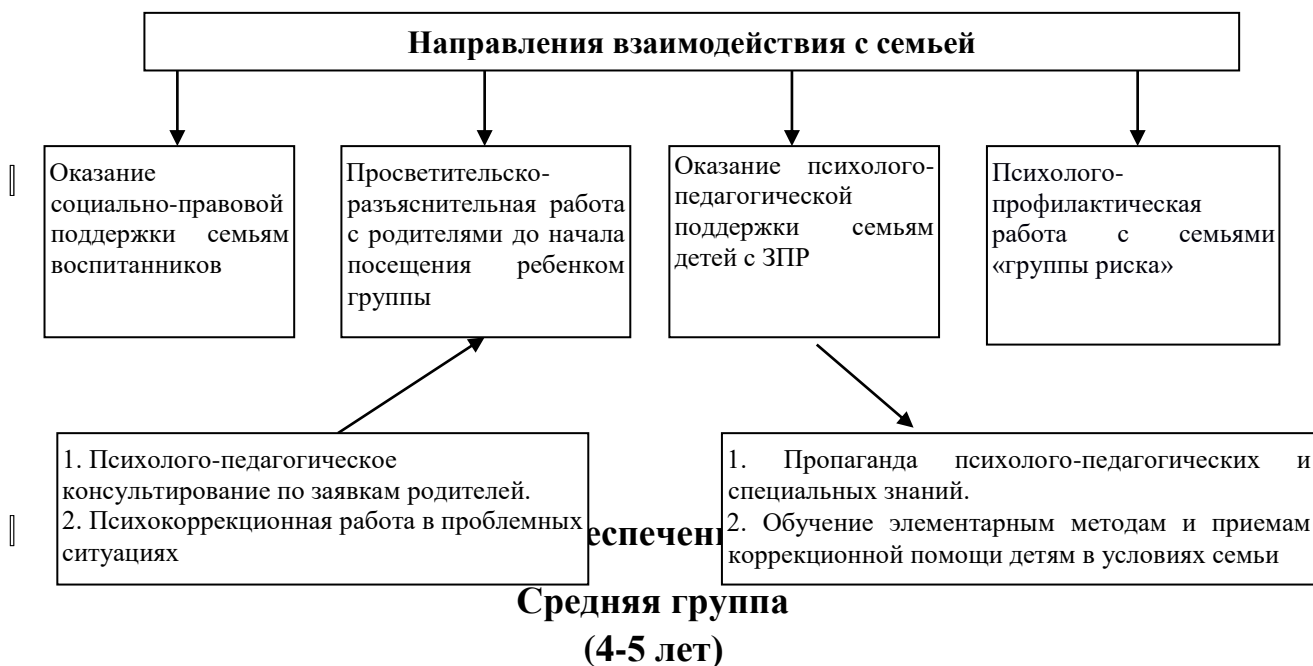 Направления взаимодействия с семьей
Оказание
социально-правовой
поддержки семьям
воспитанников
Просветительско-
разъяснительная работа
с родителями до начала
посещения ребенком
группы
Оказание психолого-
педагогической
поддержки семьям
детей с ЗПР
Психолого-
профилактическая
работа с семьями
«группы риска»
1. Психолого-педагогическое
консультирование по заявкам родителей.
2. Психокоррекционная работа в проблемных
ситуациях
1. Пропаганда психолого-педагогических и
специальных знаний.
2. Обучение элементарным методам и приемам
коррекционной помощи детям в условиях семьи
Средняя группа
(4-5 лет)